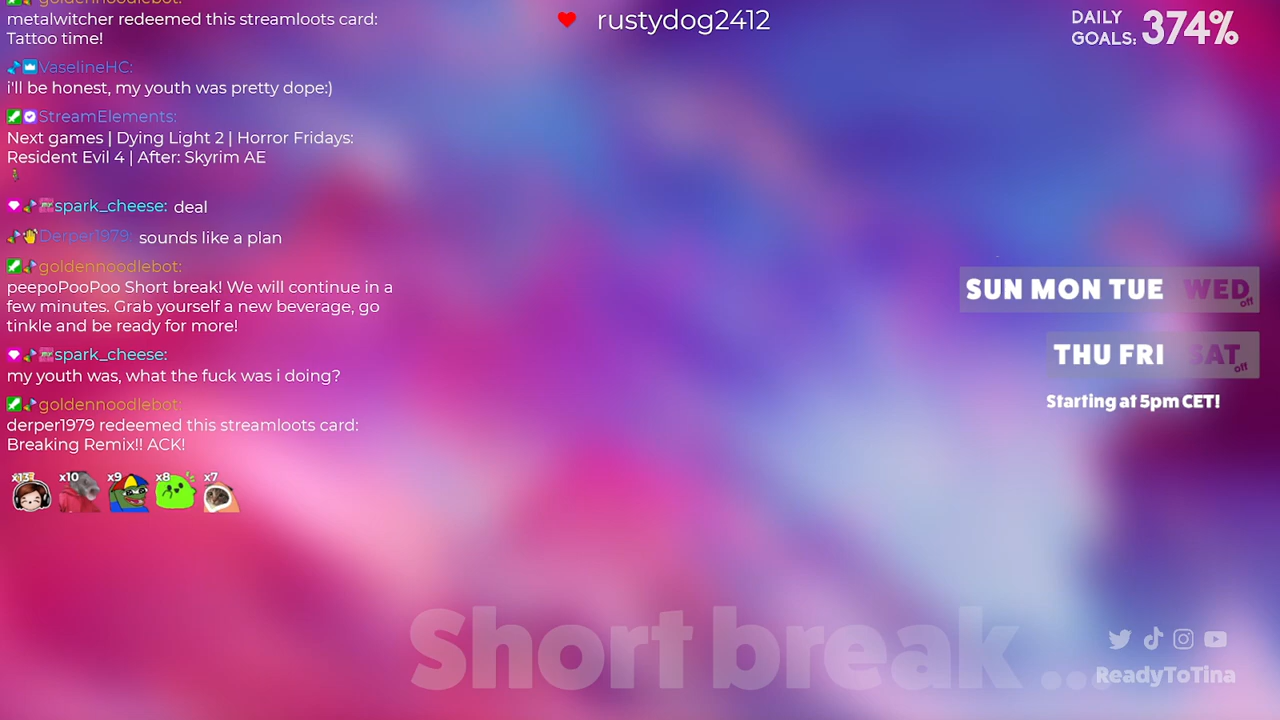 goldennoodlebot:
metalwitcher redeemed this streamloots card:
Tattoo time!
VaselineHC:
i'll be honest, my youth was pretty dope:)
StreamElements:
Next games | Dying Light 2 | Horror Fridays:
Resident Evil 4 | After: Skyrim AE
spark_cheese: deal
Derper1979: sounds like a plan
goldennoodlebot:
peepoPooPoo Short break! We will continue in a
few minutes. Grab yourself a new beverage, go
tinkle and be ready for more!
spark_cheese:
my youth was, what the fuck was i doing?
goldennoodlebot:
derper1979 redeemed this streamloots card:
Breaking Remix!! ACK!
x13 x10 x9 x8 x7
rustydog2412
DAILY
GOALS: 374%
SUN MON TUE WED off
THU FRI SAT off
Starting at 5pm CET!
Short break ...
ReadyToTina